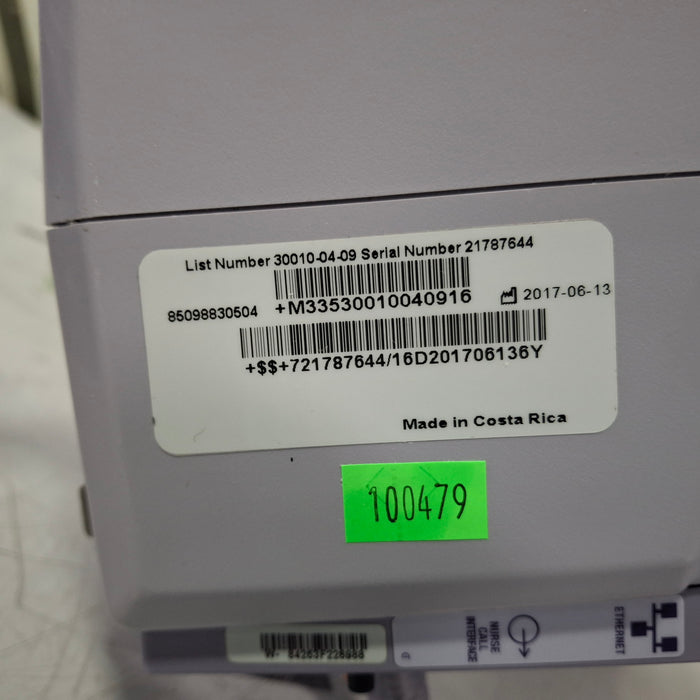 List Number 30010-04-09 Serial Number 21787644
85098830504 +M33530010040916 2017-06-13
+$$+721787644/16D201706136Y
Made in Costa Rica
100479
NURSE
CALL
INTERFACE
ETHERNET